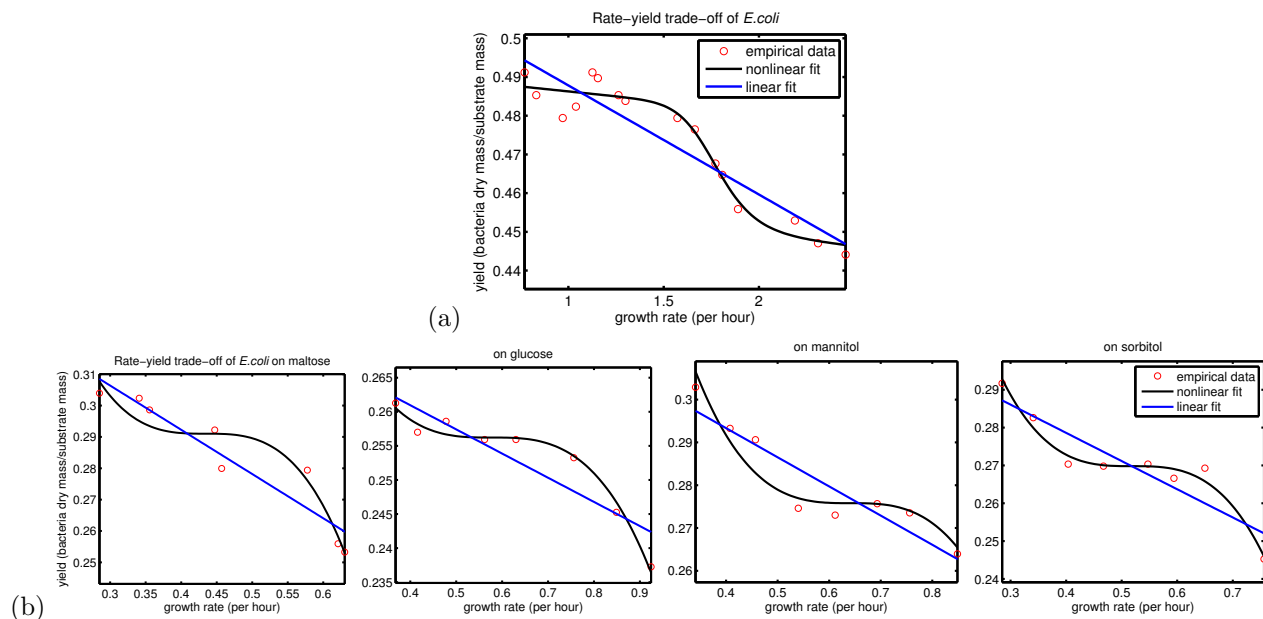 Rate−yield trade−off of E.coli
yield (bacteria dry mass/substrate mass)
0.5
0.49
0.48
0.47
0.46
0.45
0.44
empirical data
nonlinear fit
linear fit
1 1.5 2
growth rate (per hour)
(a)
Rate−yield trade−off of E.coli on maltose
yield (bacteria dry mass/substrate mass)
0.31
0.3
0.29
0.28
0.27
0.26
0.25
0.3 0.35 0.4 0.45 0.5 0.55 0.6
growth rate (per hour)
on glucose
0.265
0.26
0.255
0.25
0.245
0.24
0.235
0.4 0.5 0.6 0.7 0.8 0.9
growth rate (per hour)
on mannitol
0.3
0.29
0.28
0.27
0.26
0.4 0.5 0.6 0.7 0.8
growth rate (per hour)
on sorbitol
0.29
0.28
0.27
0.26
0.25
0.24
empirical data
nonlinear fit
linear fit
0.3 0.4 0.5 0.6 0.7
growth rate (per hour)
(b)